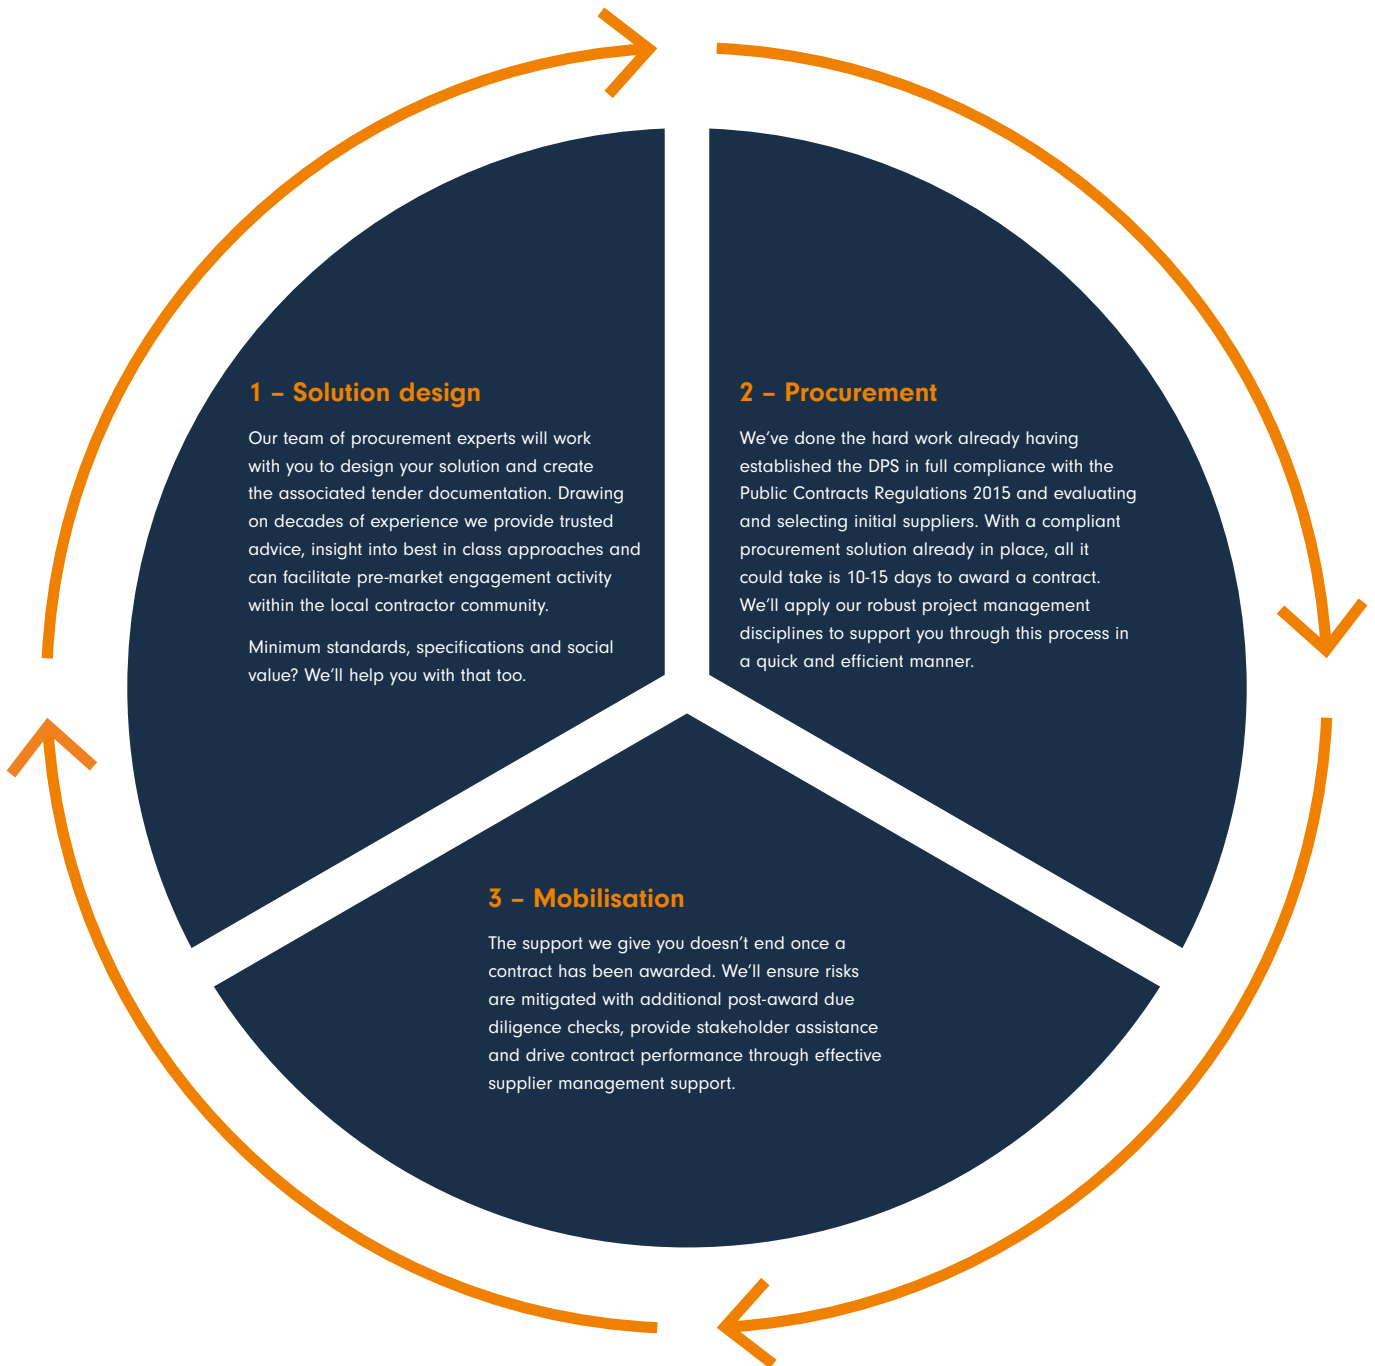 1 – Solution design
Our team of procurement experts will work
with you to design your solution and create
the associated tender documentation. Drawing
on decades of experience we provide trusted
advice, insight into best in class approaches and
can facilitate pre-market engagement activity
within the local contractor community.
Minimum standards, specifications and social
value? We’ll help you with that too.
2 – Procurement
We’ve done the hard work already having
established the DPS in full compliance with the
Public Contracts Regulations 2015 and evaluating
and selecting initial suppliers. With a compliant
procurement solution already in place, all it
could take is 10-15 days to award a contract.
We’ll apply our robust project management
disciplines to support you through this process in
a quick and efficient manner.
3 – Mobilisation
The support we give you doesn’t end once a
contract has been awarded. We’ll ensure risks
are mitigated with additional post-award due
diligence checks, provide stakeholder assistance
and drive contract performance through effective
supplier management support.